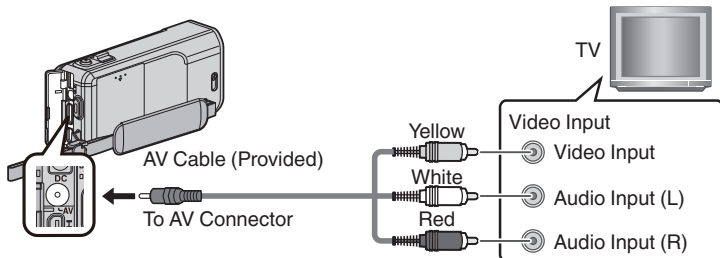 TV
Yellow
Video Input
Video Input
AV Cable (Provided)
White
Audio Input (L)
DC
AV
To AV Connector
Red
Audio Input (R)